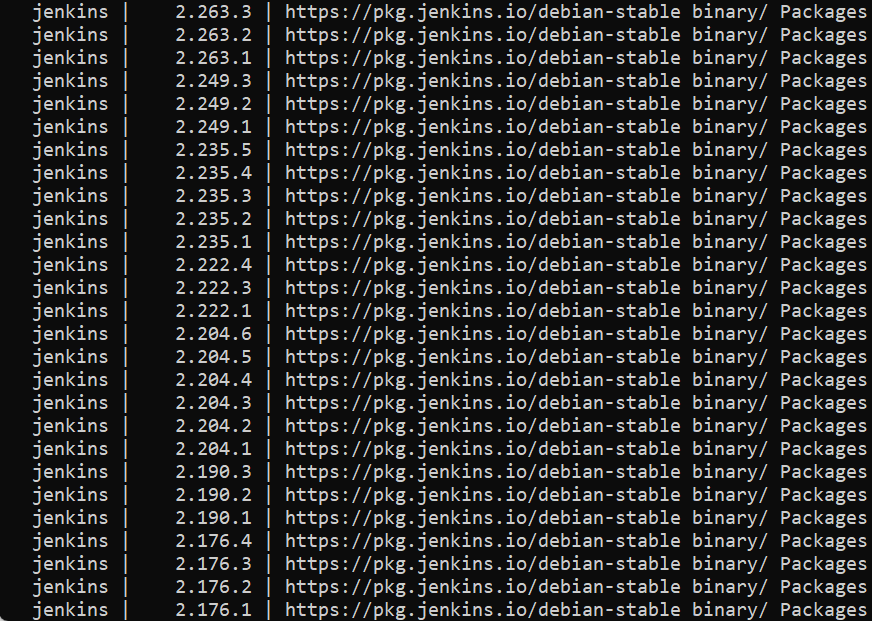 jenkins |    2.263.3 | https://pkg.jenkins.io/debian-stable binary/ Packages
jenkins |    2.263.2 | https://pkg.jenkins.io/debian-stable binary/ Packages
jenkins |    2.263.1 | https://pkg.jenkins.io/debian-stable binary/ Packages
jenkins |    2.249.3 | https://pkg.jenkins.io/debian-stable binary/ Packages
jenkins |    2.249.2 | https://pkg.jenkins.io/debian-stable binary/ Packages
jenkins |    2.249.1 | https://pkg.jenkins.io/debian-stable binary/ Packages
jenkins |    2.235.5 | https://pkg.jenkins.io/debian-stable binary/ Packages
jenkins |    2.235.4 | https://pkg.jenkins.io/debian-stable binary/ Packages
jenkins |    2.235.3 | https://pkg.jenkins.io/debian-stable binary/ Packages
jenkins |    2.235.2 | https://pkg.jenkins.io/debian-stable binary/ Packages
jenkins |    2.235.1 | https://pkg.jenkins.io/debian-stable binary/ Packages
jenkins |    2.222.4 | https://pkg.jenkins.io/debian-stable binary/ Packages
jenkins |    2.222.3 | https://pkg.jenkins.io/debian-stable binary/ Packages
jenkins |    2.222.1 | https://pkg.jenkins.io/debian-stable binary/ Packages
jenkins |    2.204.6 | https://pkg.jenkins.io/debian-stable binary/ Packages
jenkins |    2.204.5 | https://pkg.jenkins.io/debian-stable binary/ Packages
jenkins |    2.204.4 | https://pkg.jenkins.io/debian-stable binary/ Packages
jenkins |    2.204.3 | https://pkg.jenkins.io/debian-stable binary/ Packages
jenkins |    2.204.2 | https://pkg.jenkins.io/debian-stable binary/ Packages
jenkins |    2.204.1 | https://pkg.jenkins.io/debian-stable binary/ Packages
jenkins |    2.190.3 | https://pkg.jenkins.io/debian-stable binary/ Packages
jenkins |    2.190.2 | https://pkg.jenkins.io/debian-stable binary/ Packages
jenkins |    2.190.1 | https://pkg.jenkins.io/debian-stable binary/ Packages
jenkins |    2.176.4 | https://pkg.jenkins.io/debian-stable binary/ Packages
jenkins |    2.176.3 | https://pkg.jenkins.io/debian-stable binary/ Packages
jenkins |    2.176.2 | https://pkg.jenkins.io/debian-stable binary/ Packages
jenkins |    2.176.1 | https://pkg.jenkins.io/debian-stable binary/ Packages